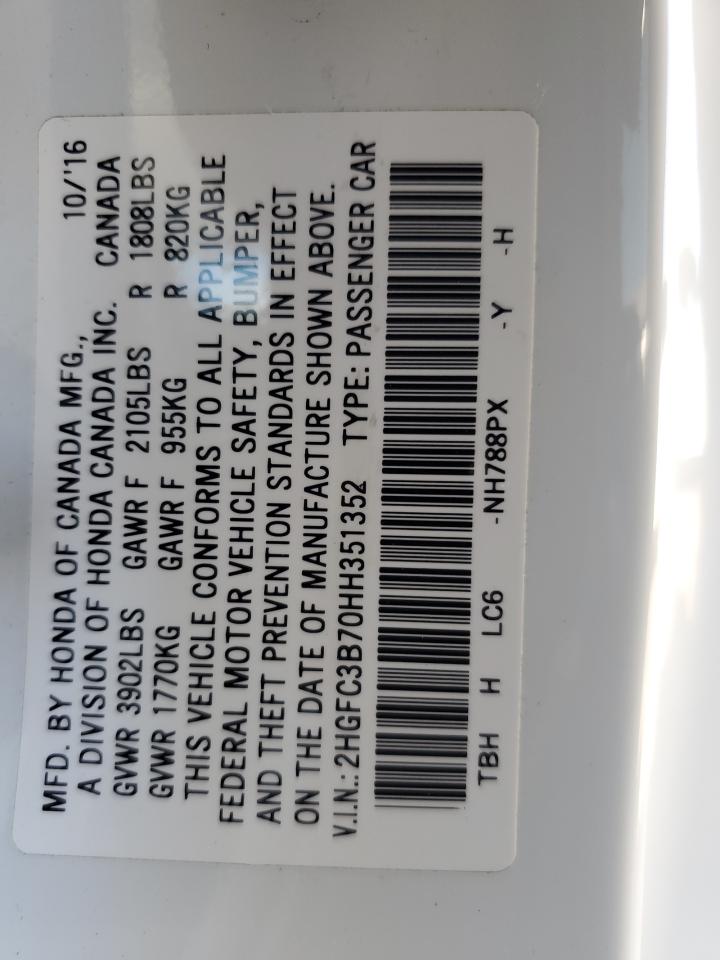 MFD. BY HONDA OF CANADA MFG., 10/'16
A DIVISION OF HONDA CANADA INC. CANADA
GVWR 3902LBS GAWR F 2105LBS R 1808LBS
GVWR 1770KG GAWR F 955KG R 820KG
THIS VEHICLE CONFORMS TO ALL APPLICABLE
FEDERAL MOTOR VEHICLE SAFETY, BUMPER,
AND THEFT PREVENTION STANDARDS IN EFFECT
ON THE DATE OF MANUFACTURE SHOWN ABOVE.
V.I.N.: 2HGFC3B70HH351352 TYPE: PASSENGER CAR
TBH H LC6 -NH788PX -Y -H